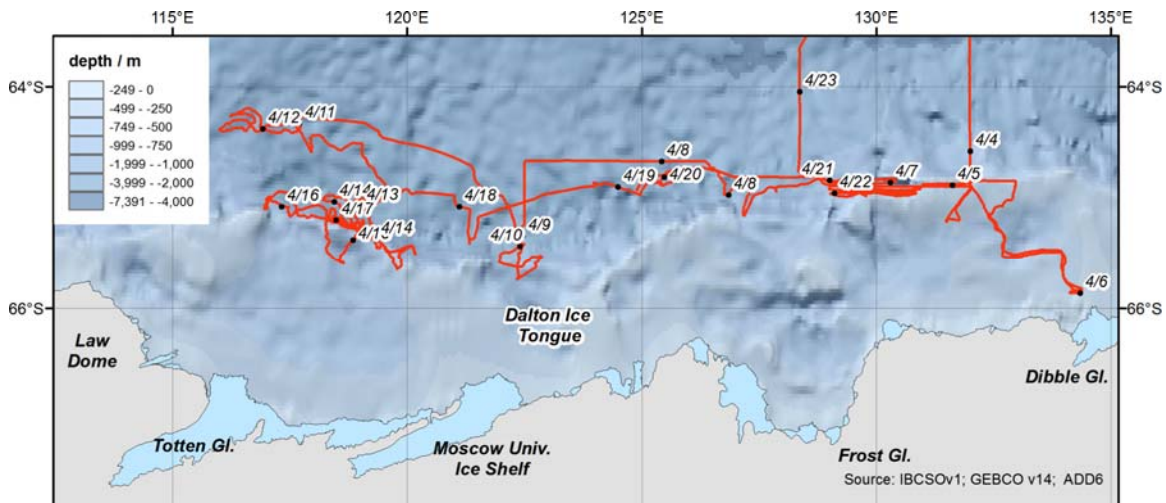 115°E 120°E 125°E 130°E 135°E
depth / m
-249 - 0
-499 - -250
-749 - -500
-999 - -750
-1,999 - -1,000
-3,999 - -2,000
-7,391 - -4,000
64°S 64°S
4/23
4/12 4/11
4/4
4/8
4/19 4/20 4/21 4/7 4/5
4/16 4/14 4/13 4/18 4/8 4/22
4/17
4/9
4/14 4/10
4/6
66°S 66°S
Dalton Ice
Tongue
Law
Dome
Dibble Gl.
Totten Gl.
Moscow Univ.
Ice Shelf
Frost Gl.
Source: IBCSOv1; GEBCO v14; ADD6